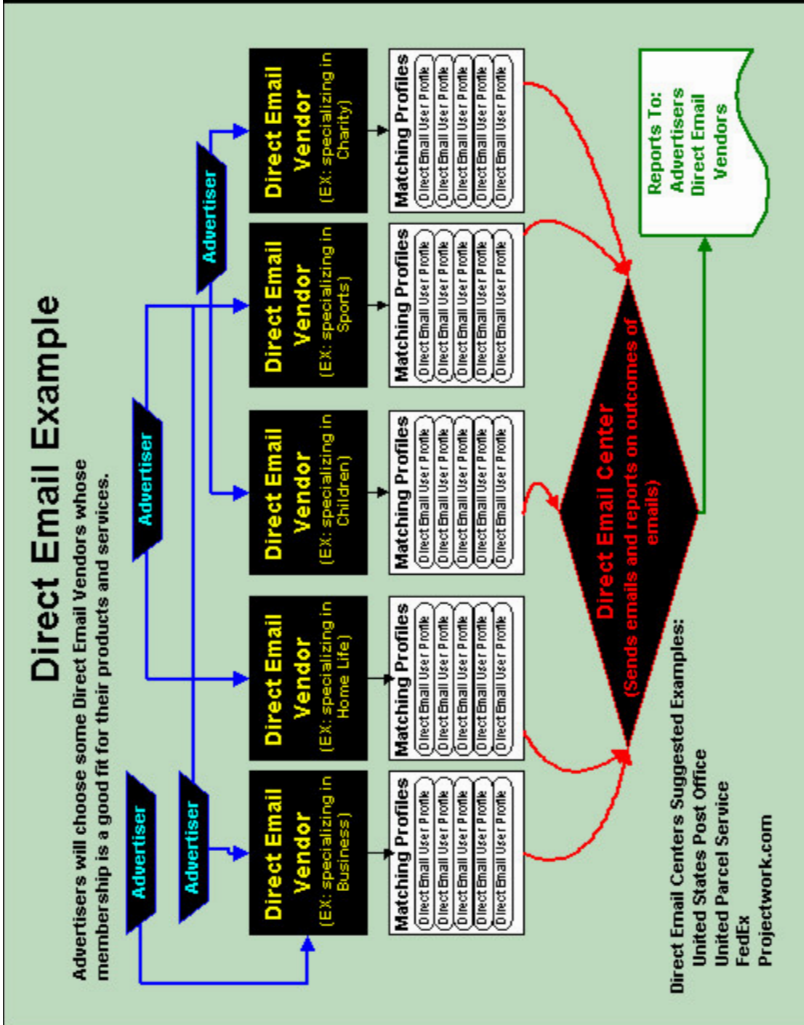 Direct Email Example
Advertisers will choose some Direct Email Vendors whose
membership is a good fit for their products and services.
Advertiser
Advertiser
Advertiser
Advertiser
Direct Email
Vendor
(EX: specializing in
Business)
Direct Email
Vendor
(EX: specializing in
Home Life)
Direct Email
Vendor
(EX: specializing in
Children)
Direct Email
Vendor
(EX: specializing in
Sports)
Direct Email
Vendor
(EX: specializing in
Charity)
Matching Profiles
Direct Email User Profile
Direct Email User Profile
Direct Email User Profile
Direct Email User Profile
Direct Email User Profile
Matching Profiles
Direct Email User Profile
Direct Email User Profile
Direct Email User Profile
Direct Email User Profile
Direct Email User Profile
Matching Profiles
Direct Email User Profile
Direct Email User Profile
Direct Email User Profile
Direct Email User Profile
Direct Email User Profile
Matching Profiles
Direct Email User Profile
Direct Email User Profile
Direct Email User Profile
Direct Email User Profile
Direct Email User Profile
Matching Profiles
Direct Email User Profile
Direct Email User Profile
Direct Email User Profile
Direct Email User Profile
Direct Email User Profile
Direct Email Center
(Sends emails and reports on outcomes of
emails)
Reports To:
Advertisers
Direct Email
Vendors
Direct Email Centers Suggested Examples:
United States Post Office
United Parcel Service
FedEx
Projectwork.com